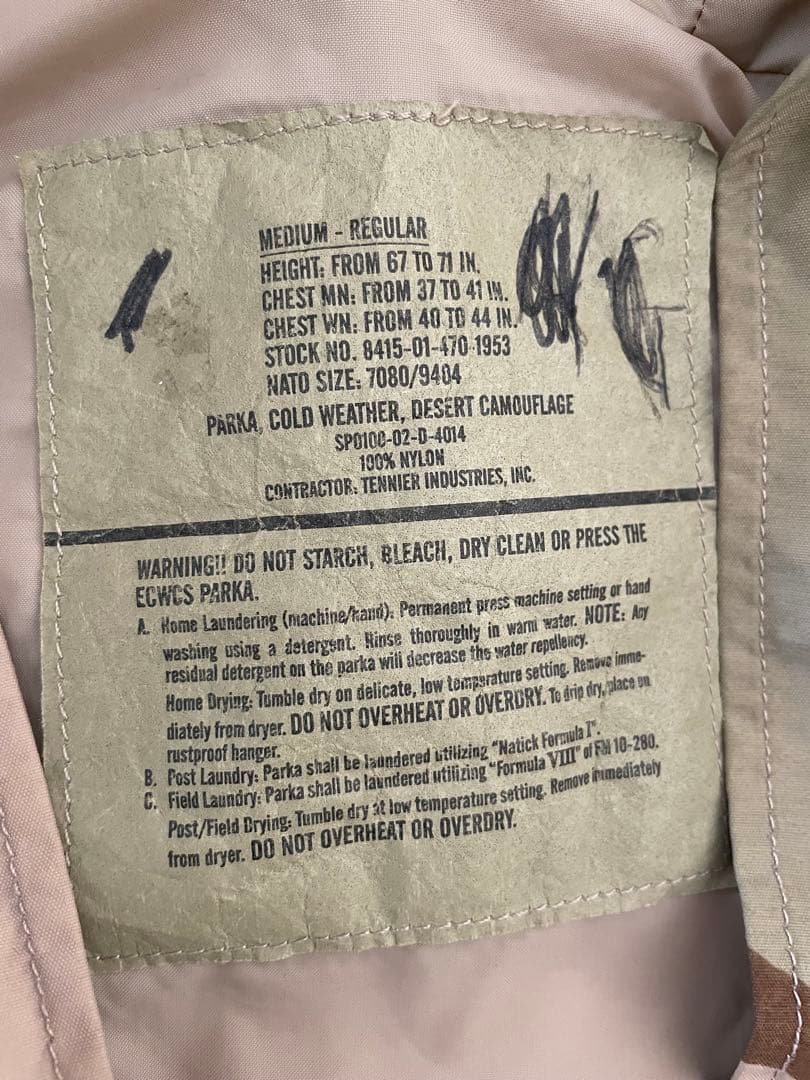 MEDIUM - REGULAR
HEIGHT: FROM 67 TO 71 IN.
CHEST MN: FROM 37 TO 41 IN.
CHEST WN: FROM 40 TO 44 IN.
STOCK NO. 8415-01-470-1953
NATO SIZE: 7080/9404
PARKA, COLD WEATHER, DESERT CAMOUFLAGE
SP0100-02-D-4014
100% NYLON
CONTRACTOR: TENNIER INDUSTRIES, INC.
WARNING!! DO NOT STARCH, BLEACH, DRY CLEAN OR PRESS THE
ECWCS PARKA.
A. Home Laundering (machine/hand): Permanent press machine setting or hand
washing using a detergent. Rinse thoroughly in warm water. NOTE: Any
residual detergent on the parka will decrease the water repellency.
Home Drying: Tumble dry on delicate, low temperature setting. Remove imme-
diately from dryer. DO NOT OVERHEAT OR OVERDRY. To drip dry, place on
rustproof hanger.
B. Post Laundry: Parka shall be laundered utilizing "Natick Formula I".
C. Field Laundry: Parka shall be laundered utilizing "Formula VIII" of FM 10-280.
Post/Field Drying: Tumble dry at low temperature setting. Remove immediately
from dryer. DO NOT OVERHEAT OR OVERDRY.